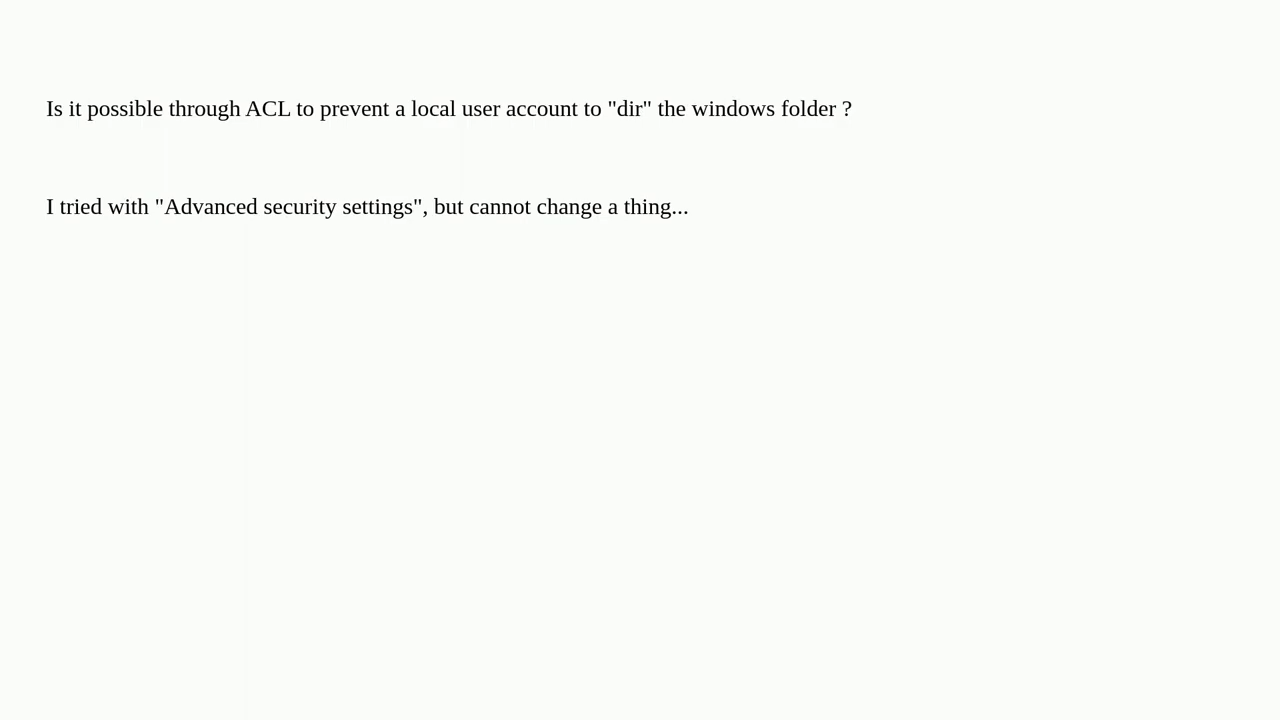 Is it possible through ACL to prevent a local user account to "dir" the windows folder ?
I tried with "Advanced security settings", but cannot change a thing...